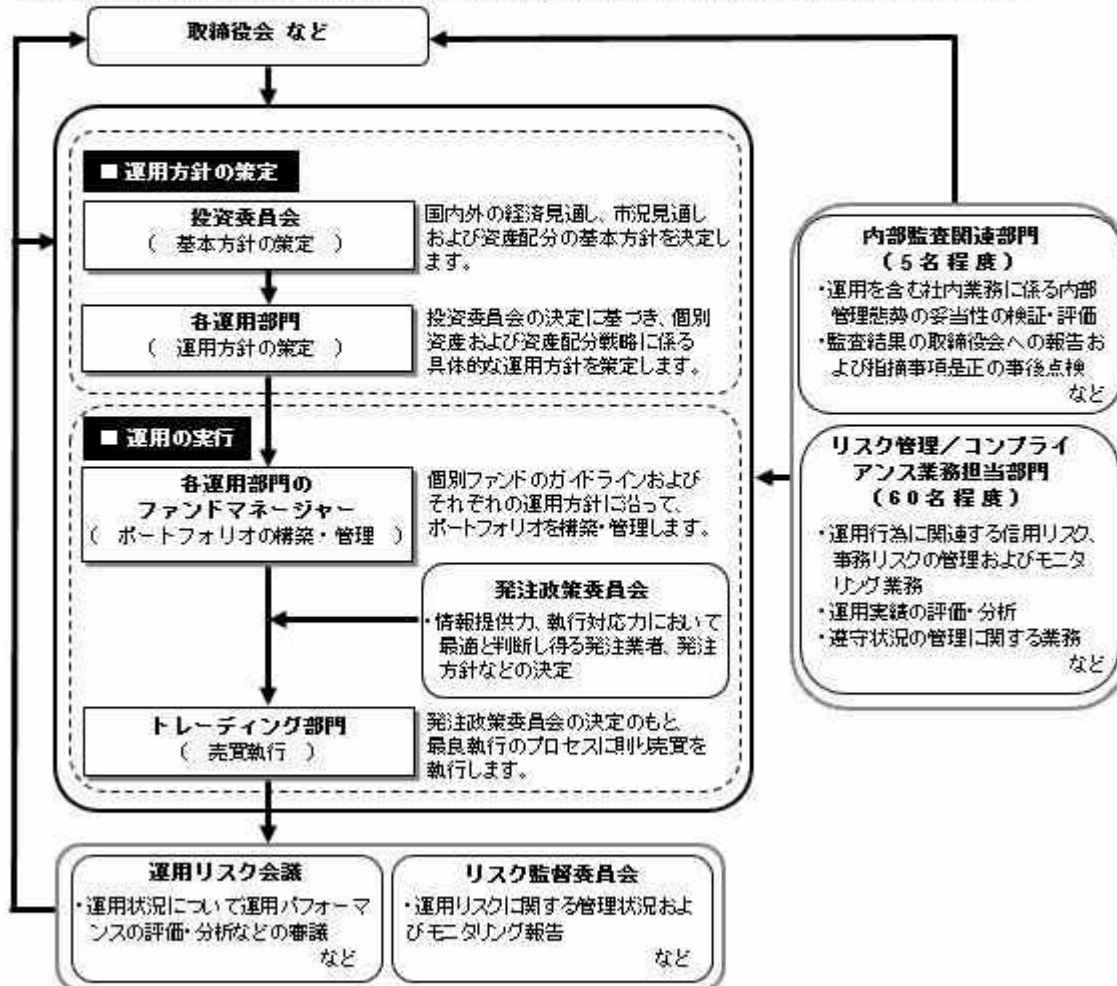 取締役会 など
■ 運用方針の策定
投資委員会
（ 基本方針の策定 ）
国内外の経済見通し、市況見通し
および資産配分の基本方針を決定し
ます。
各運用部門
（ 運用方針の策定 ）
投資委員会の決定に基づき、個別
資産および資産配分戦略に係る
具体的な運用方針を策定します。
■ 運用の実行
各運用部門の
ファンドマネージャー
（ ポートフォリオの構築・管理 ）
個別ファンドのガイドラインおよび
それぞれの運用方針に沿って、
ポートフォリオを構築・管理します。
発注政策委員会
・情報提供力、執行対応力において
最適と判断し得る発注業者、発注
方針などの決定
トレーディング部門
（ 売買執行 ）
発注政策委員会の決定のもと、
最良執行のプロセスに則り売買を
執行します。
内部監査関連部門
（５名程度）
・運用を含む社内業務に係る内部
管理態勢の妥当性の検証・評価
・監査結果の取締役会への報告お
よび指摘事項是正の事後点検
など
リスク管理／コンプライ
アンス業務担当部門
（60名程度）
・運用行為に関連する信用リスク、
事務リスクの管理およびモニタ
リング業務
・運用実績の評価・分析
・遵守状況の管理に関する業務
など
運用リスク会議
・運用状況について運用パフォーマ
ンスの評価・分析などの審議
など
リスク監督委員会
・運用リスクに関する管理状況およ
びモニタリング報告
など